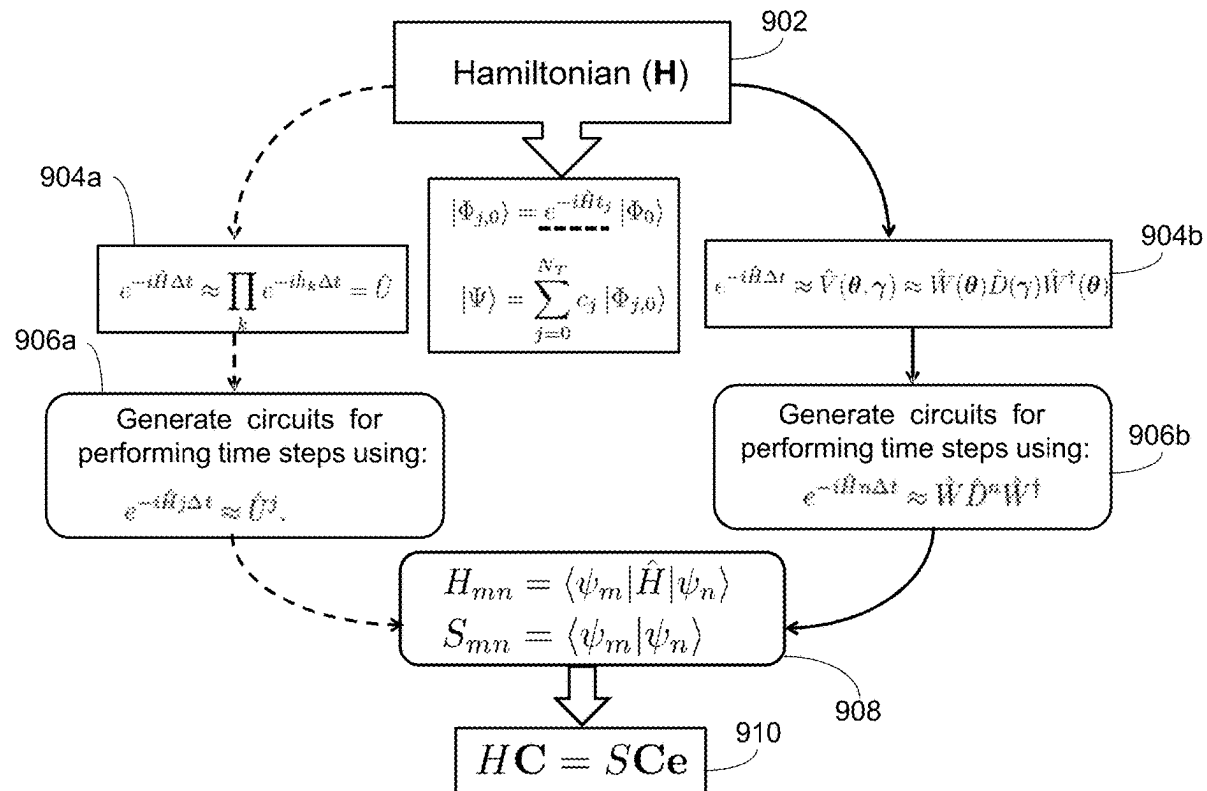 902
Hamiltonian (H)
904a
|Φ_{j,0}⟩ = e^{-iĤt_j} |Φ_0⟩
|Ψ⟩ = ∑_{j=0}^{N_T} c_j |Φ_{j,0}⟩
904b
e^{-iĤΔt} ≈ ∏_k e^{-iĥ_kΔt} = Û
e^{-iĤΔt} ≈ V̂(θ,γ) ≈ Ŵ(θ)D̂(γ)Ŵ†(θ)
906a
Generate circuits for
performing time steps using:
e^{-iĤjΔt} ≈ Û^j.
Generate circuits for
performing time steps using:
e^{-iĤnΔt} ≈ ŴD̂^nŴ†
906b
H_{mn} = ⟨ψ_m|Ĥ|ψ_n⟩
S_{mn} = ⟨ψ_m|ψ_n⟩
908
HC = SCe
910